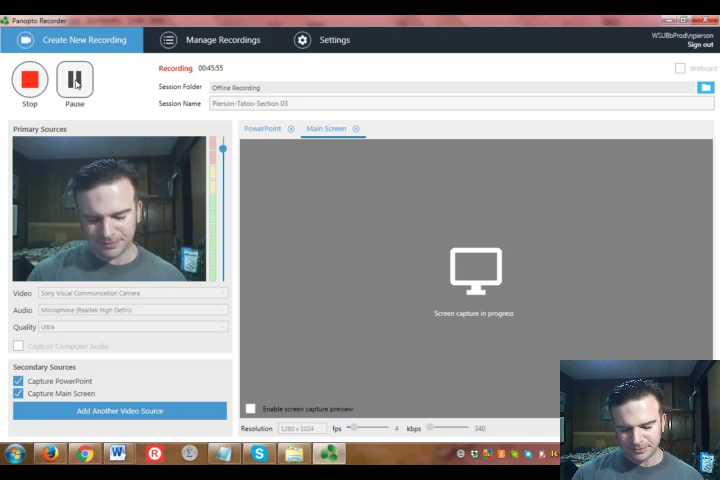 Panopto Recorder
Create New Recording
Manage Recordings
Settings
WSUBbProd\npierson
Sign out
Recording 00:45:55
Webcast
Stop
Pause
Session Folder Offline Recording
Session Name Pierson-Tatoo-Section 03
Primary Sources
PowerPoint
Main Screen
Video Sony Visual Communication Camera
Audio Microphone (Realtek High Defini)
Quality Ultra
Capture Computer Audio
Screen capture in progress
Secondary Sources
Capture PowerPoint
Capture Main Screen
Add Another Video Source
Enable screen capture preview
Resolution 1280 x 1024 fps 4 kbps 340